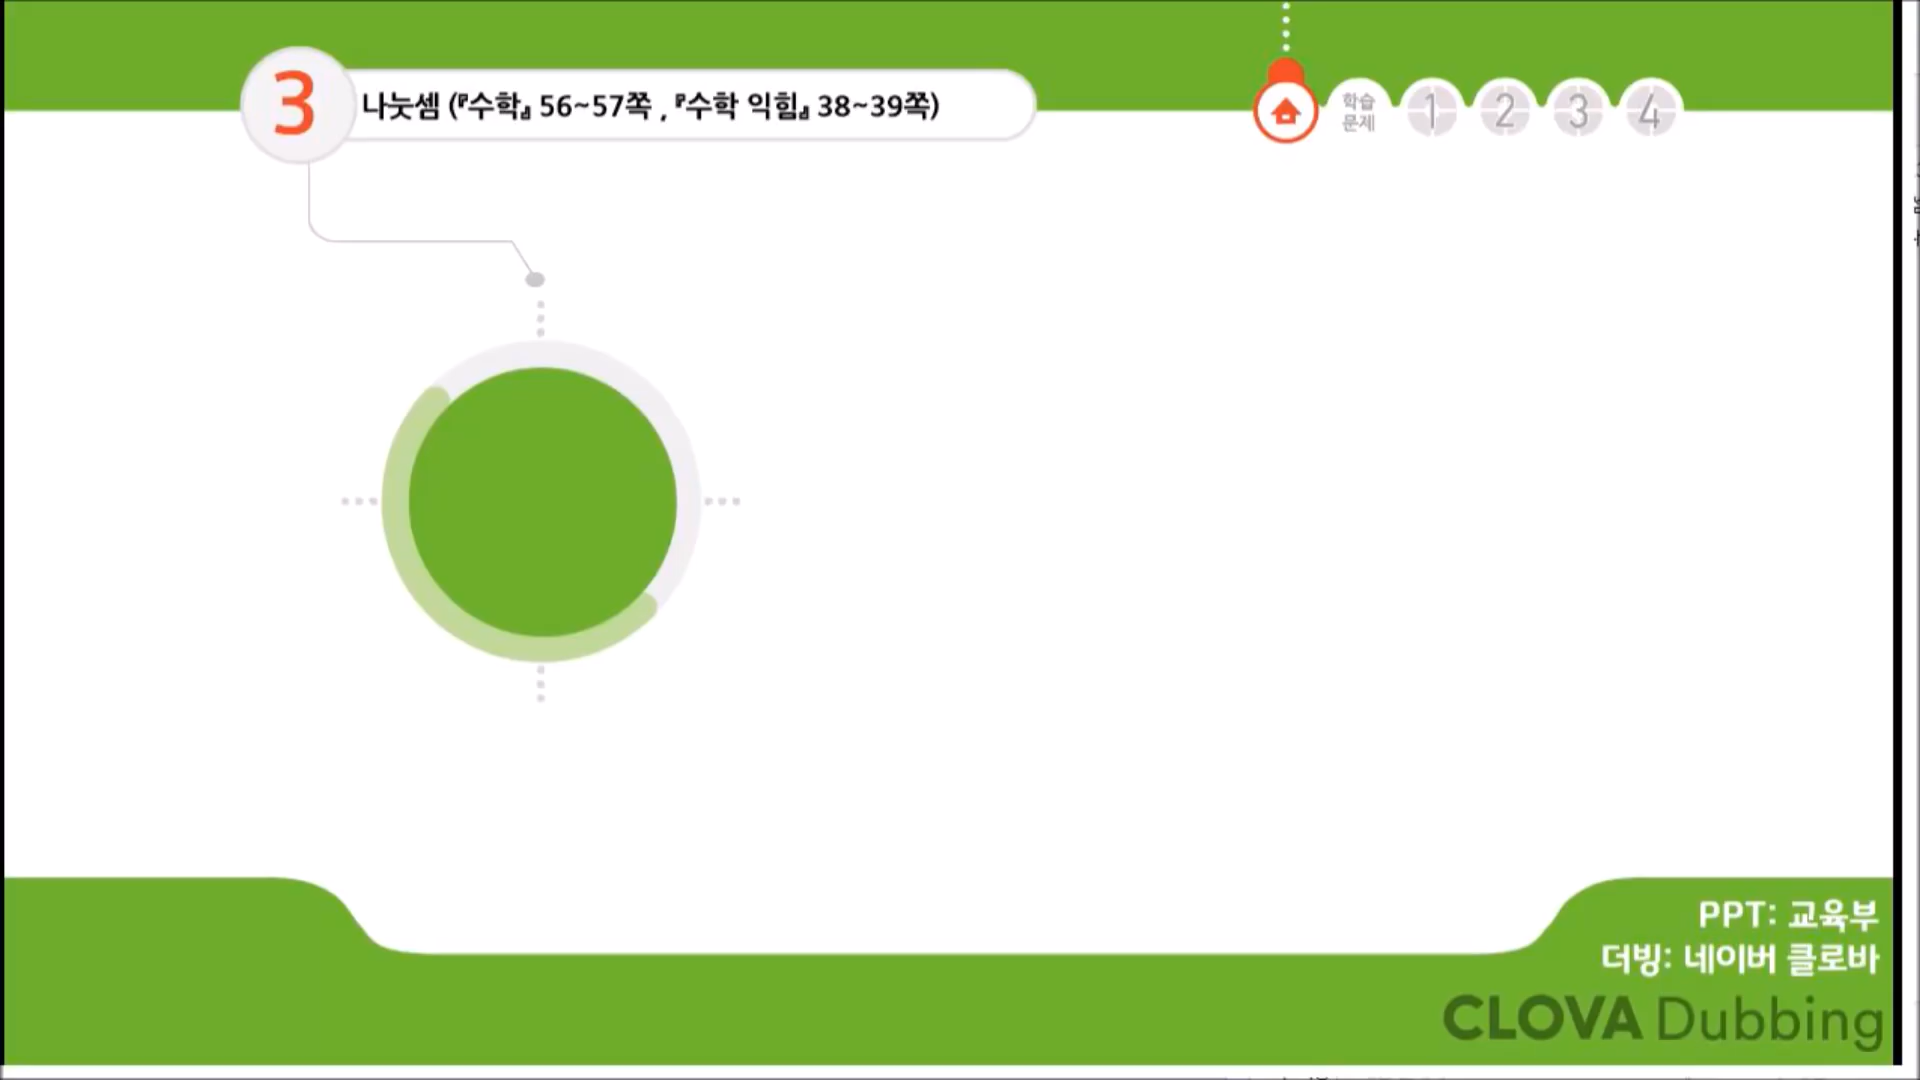 3
나눗셈 (『수학』 56~57쪽 , 『수학 익힘』 38~39쪽)
학습
문제
1
2
3
4
PPT: 교육부
더빙: 네이버 클로바
CLOVA Dubbing